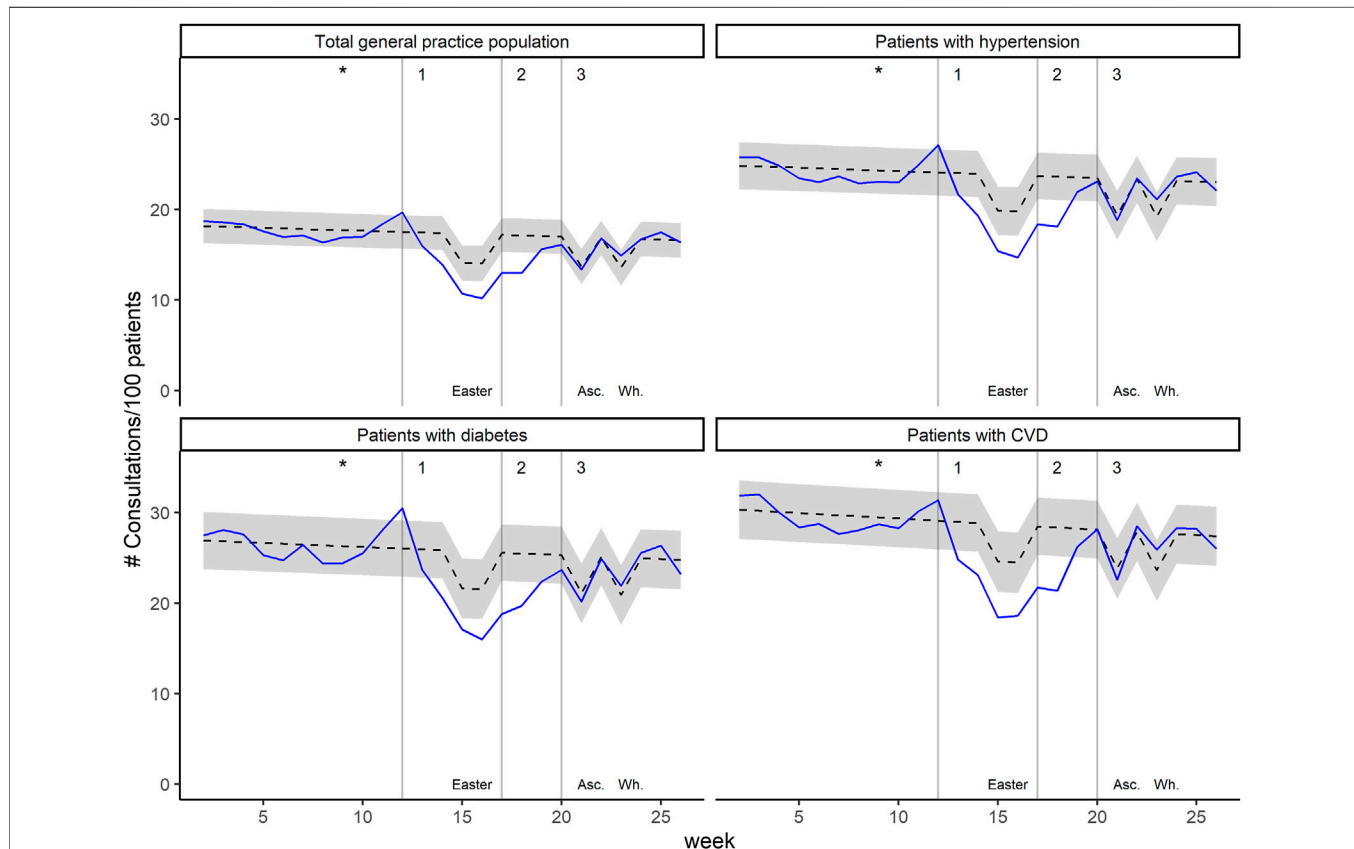 Total general practice population
Patients with hypertension
* 1 2 3
* 1 2 3
30
20
10
0
Easter Asc. Wh.
Easter Asc. Wh.
# Consultations/100 patients
Patients with diabetes
Patients with CVD
* 1 2 3
* 1 2 3
30
20
10
0
Easter Asc. Wh.
Easter Asc. Wh.
5 10 15 20 25
5 10 15 20 25
week